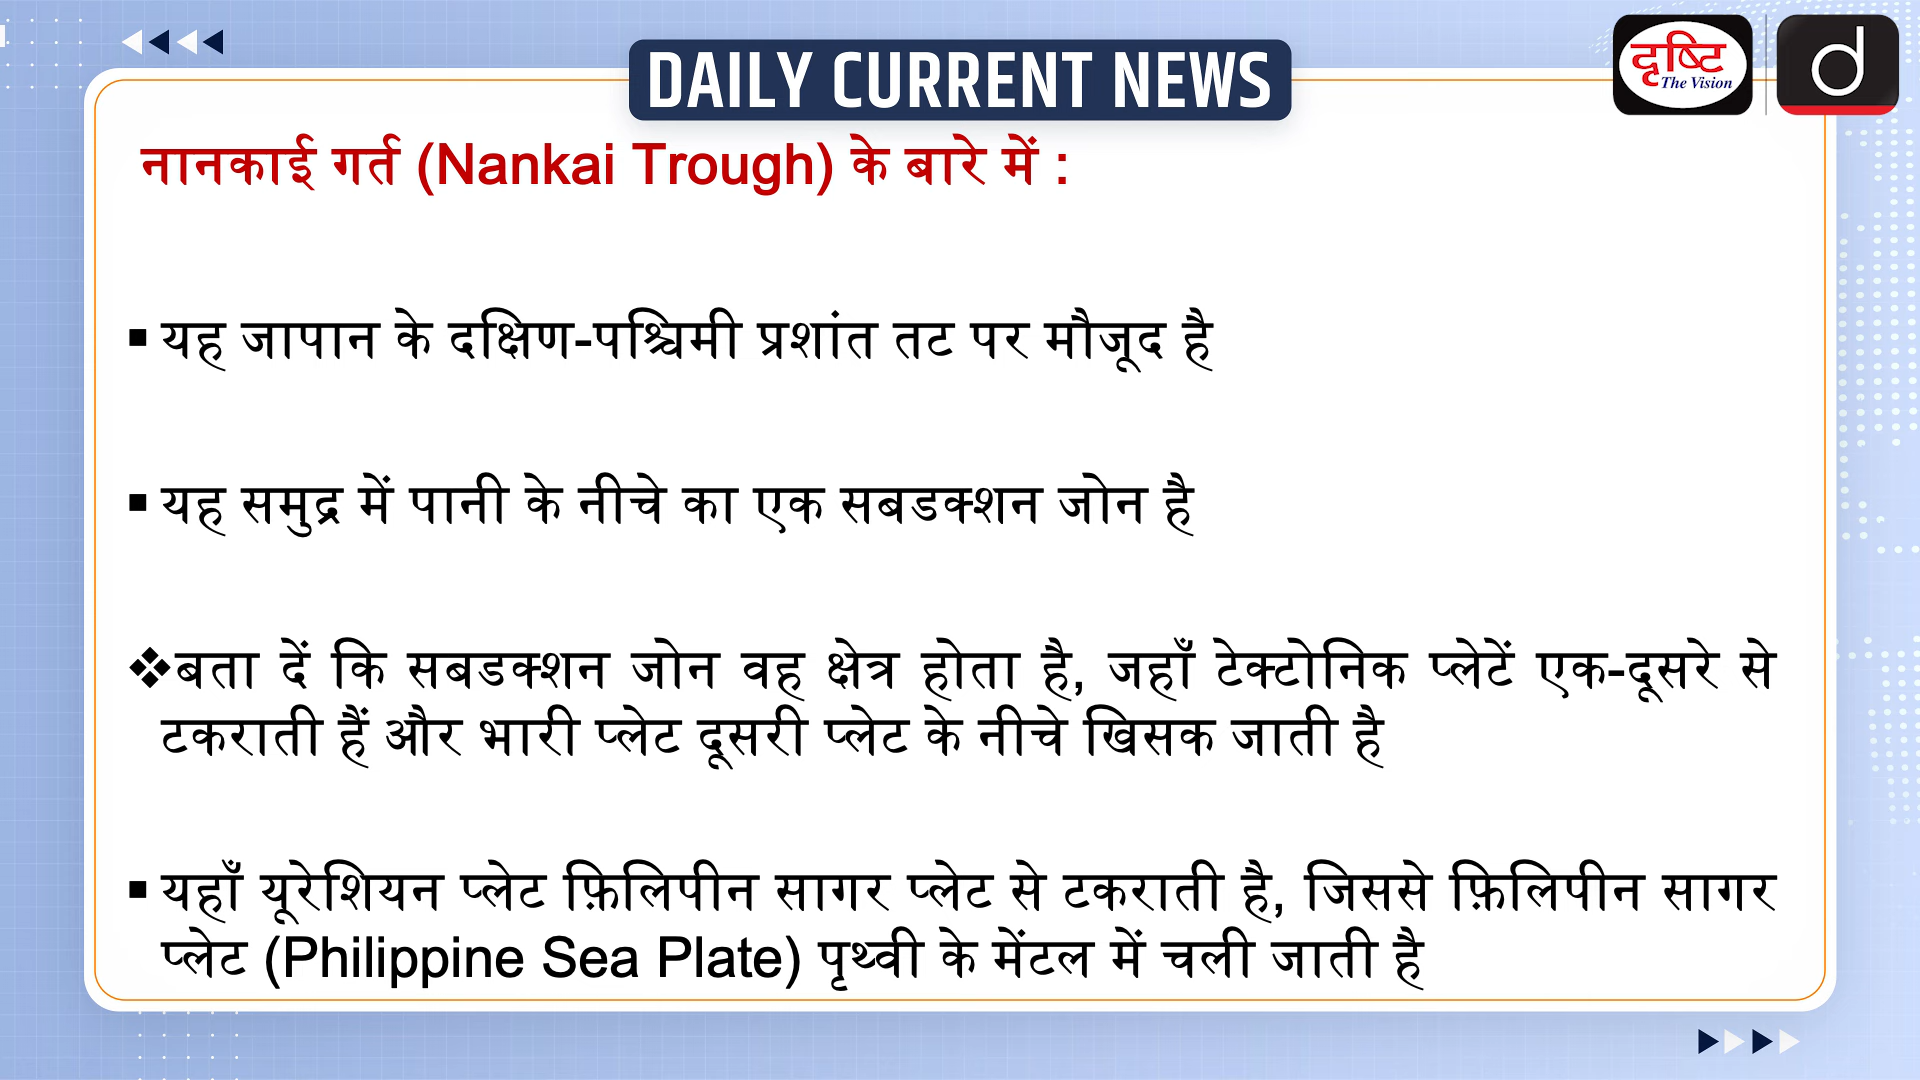 DAILY CURRENT NEWS
दृष्टि
The Vision
d
नानकाई गर्त (Nankai Trough) के बारे में :
▪ यह जापान के दक्षिण-पश्चिमी प्रशांत तट पर मौजूद है
▪ यह समुद्र में पानी के नीचे का एक सबडक्शन जोन है
❖बता दें कि सबडक्शन जोन वह क्षेत्र होता है, जहाँ टेक्टोनिक प्लेटें एक-दूसरे से
टकराती हैं और भारी प्लेट दूसरी प्लेट के नीचे खिसक जाती है
▪ यहाँ यूरेशियन प्लेट फ़िलिपीन सागर प्लेट से टकराती है, जिससे फ़िलिपीन सागर
प्लेट (Philippine Sea Plate) पृथ्वी के मेंटल में चली जाती है